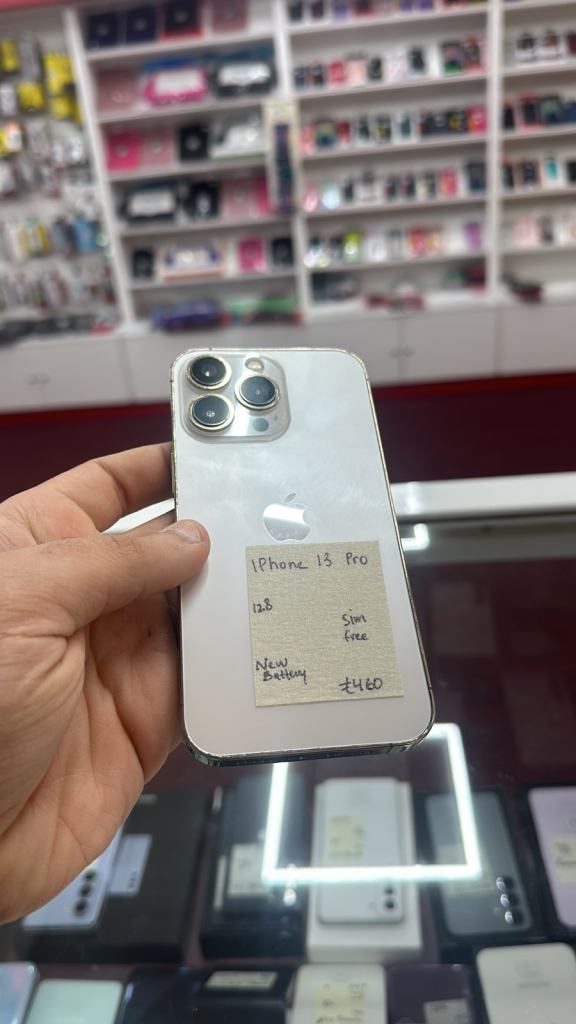 IPhone 13 Pro
128
Sim
free
New
Battery
£460